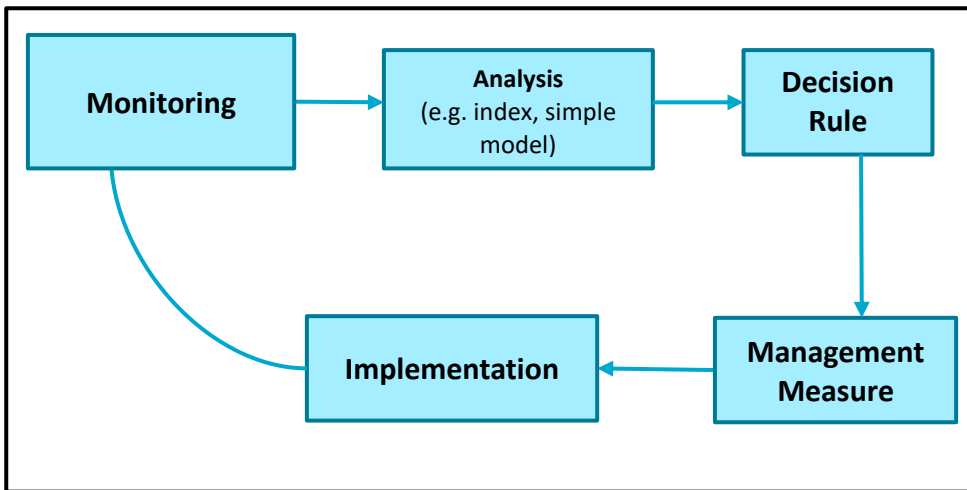 Monitoring
Analysis
(e.g. index, simple
model)
Decision
Rule
Implementation
Management
Measure